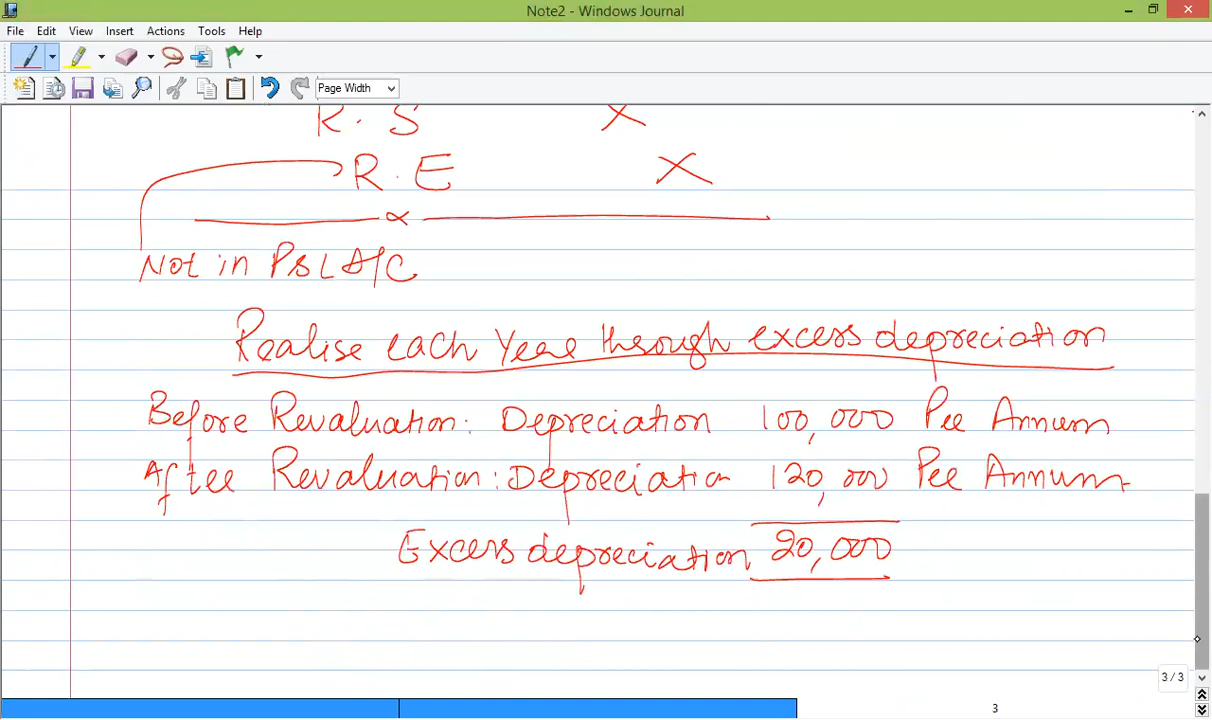 Note2 - Windows Journal
File Edit View Insert Actions Tools Help
Page Width
R. S X
R. E X
Not in P&L A/C
Realise each Year through excess depreciation
Before Revaluation: Depreciation 100,000 Per Annum
After Revaluation: Depreciation 120,000 Per Annum
Excess depreciation 20,000
3 / 3
3